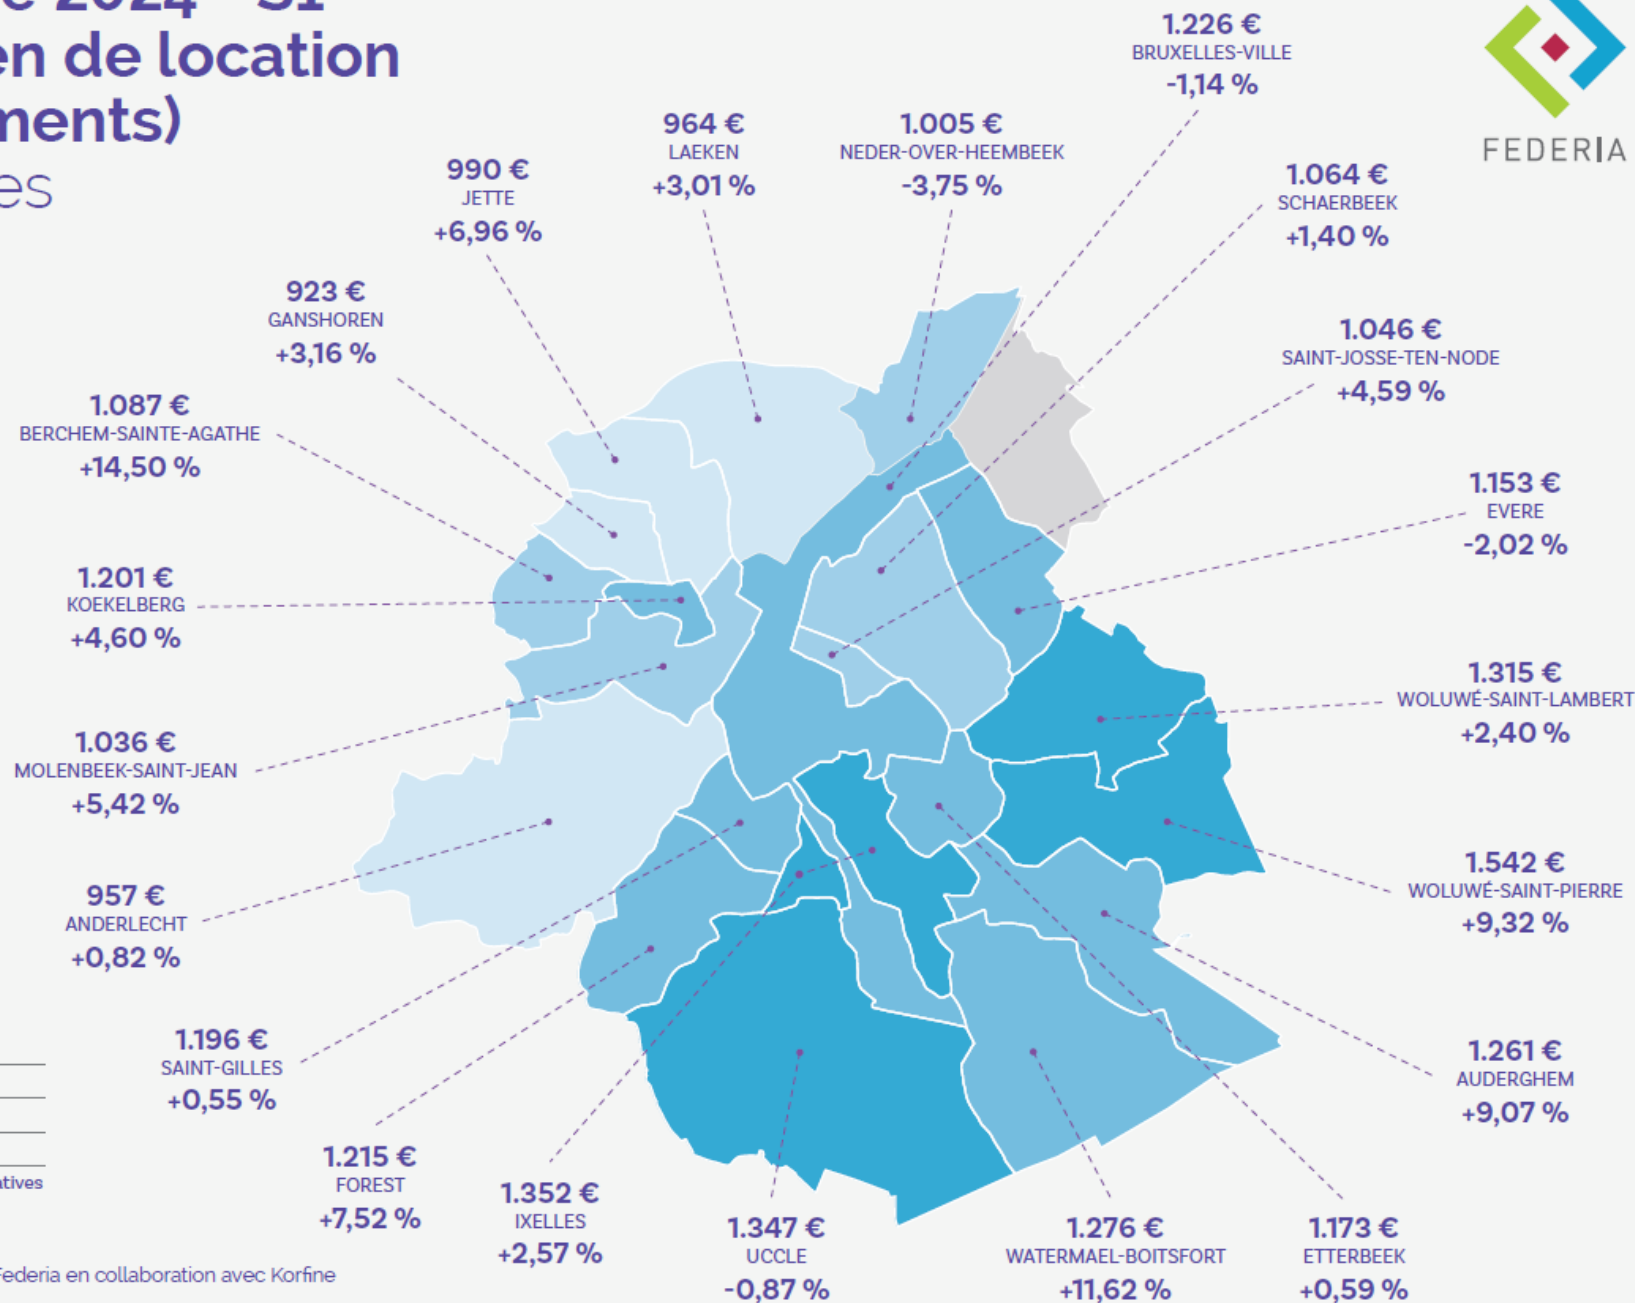 2024 - S1
de location
es
1.226 €
BRUXELLES-VILLE
-1,14 %
FEDERIA
964 €
LAEKEN
+3,01 %
1.005 €
NEDER-OVER-HEEMBEEK
-3,75 %
990 €
JETTE
+6,96 %
1.064 €
SCHAERBEEK
+1,40 %
923 €
GANSHOREN
+3,16 %
1.046 €
SAINT-JOSSE-TEN-NODE
+4,59 %
1.087 €
BERCHEM-SAINTE-AGATHE
+14,50 %
1.153 €
EVERE
-2,02 %
1.201 €
KOEKELBERG
+4,60 %
1.315 €
WOLUWÉ-SAINT-LAMBERT
+2,40 %
1.036 €
MOLENBEEK-SAINT-JEAN
+5,42 %
1.542 €
WOLUWÉ-SAINT-PIERRE
+9,32 %
957 €
ANDERLECHT
+0,82 %
1.196 €
SAINT-GILLES
+0,55 %
1.261 €
AUDERGHEM
+9,07 %
1.215 €
FOREST
+7,52 %
1.352 €
IXELLES
+2,57 %
1.347 €
UCCLE
-0,87 %
1.276 €
WATERMAEL-BOITSFORT
+11,62 %
1.173 €
ETTERBEEK
+0,59 %
Federia en collaboration avec Korfine